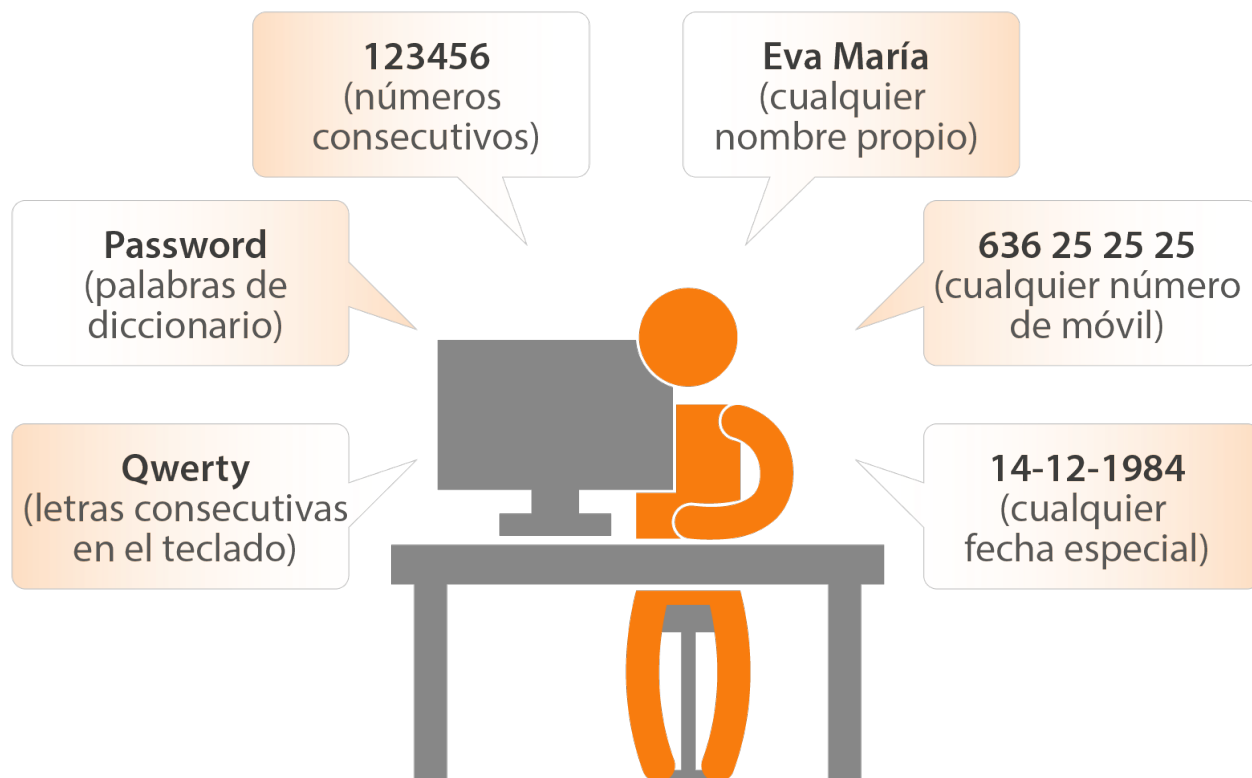 123456
(números
consecutivos)
Eva María
(cualquier
nombre propio)
Password
(palabras de
diccionario)
636 25 25 25
(cualquier número
de móvil)
Qwerty
(letras consecutivas
en el teclado)
14-12-1984
(cualquier
fecha especial)